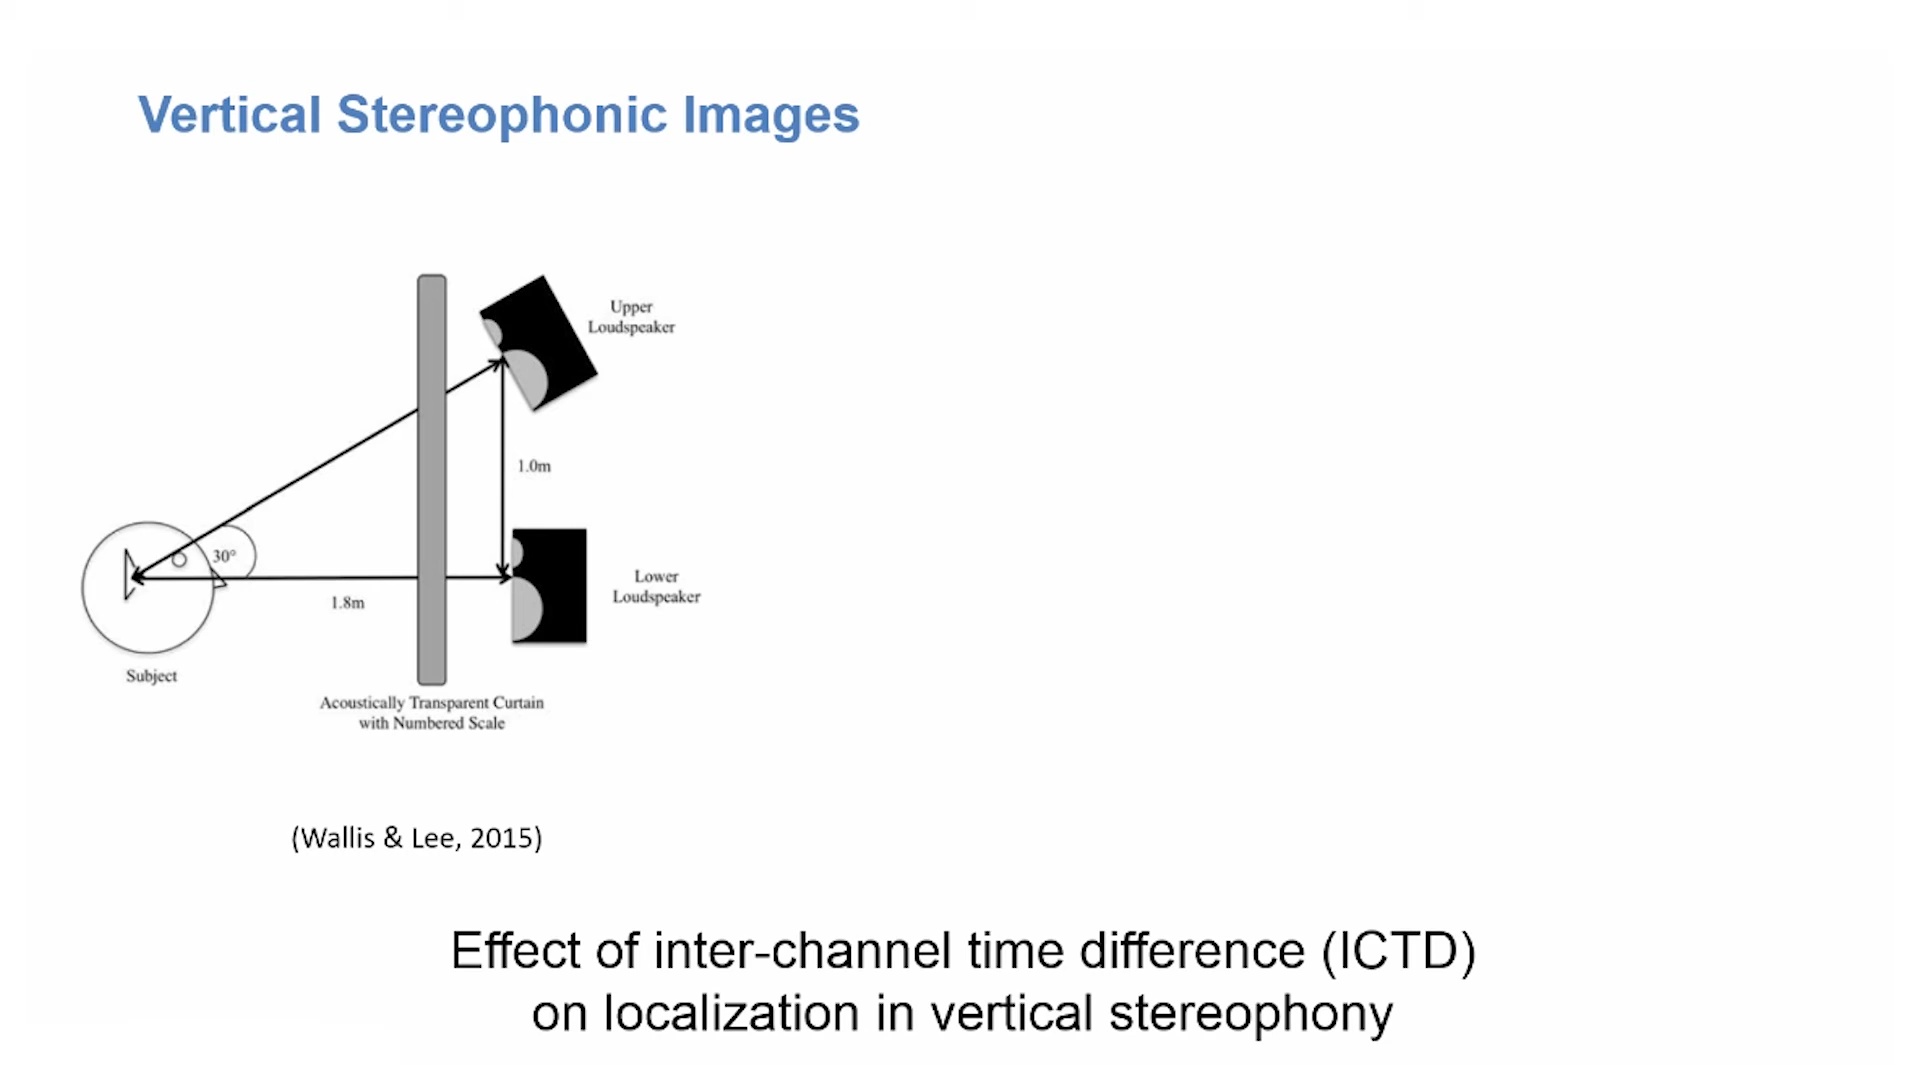 Vertical Stereophonic Images
Upper
Loudspeaker
1.0m
30°
1.8m
Lower
Loudspeaker
Subject
Acoustically Transparent Curtain
with Numbered Scale
(Wallis & Lee, 2015)
Effect of inter-channel time difference (ICTD)
on localization in vertical stereophony